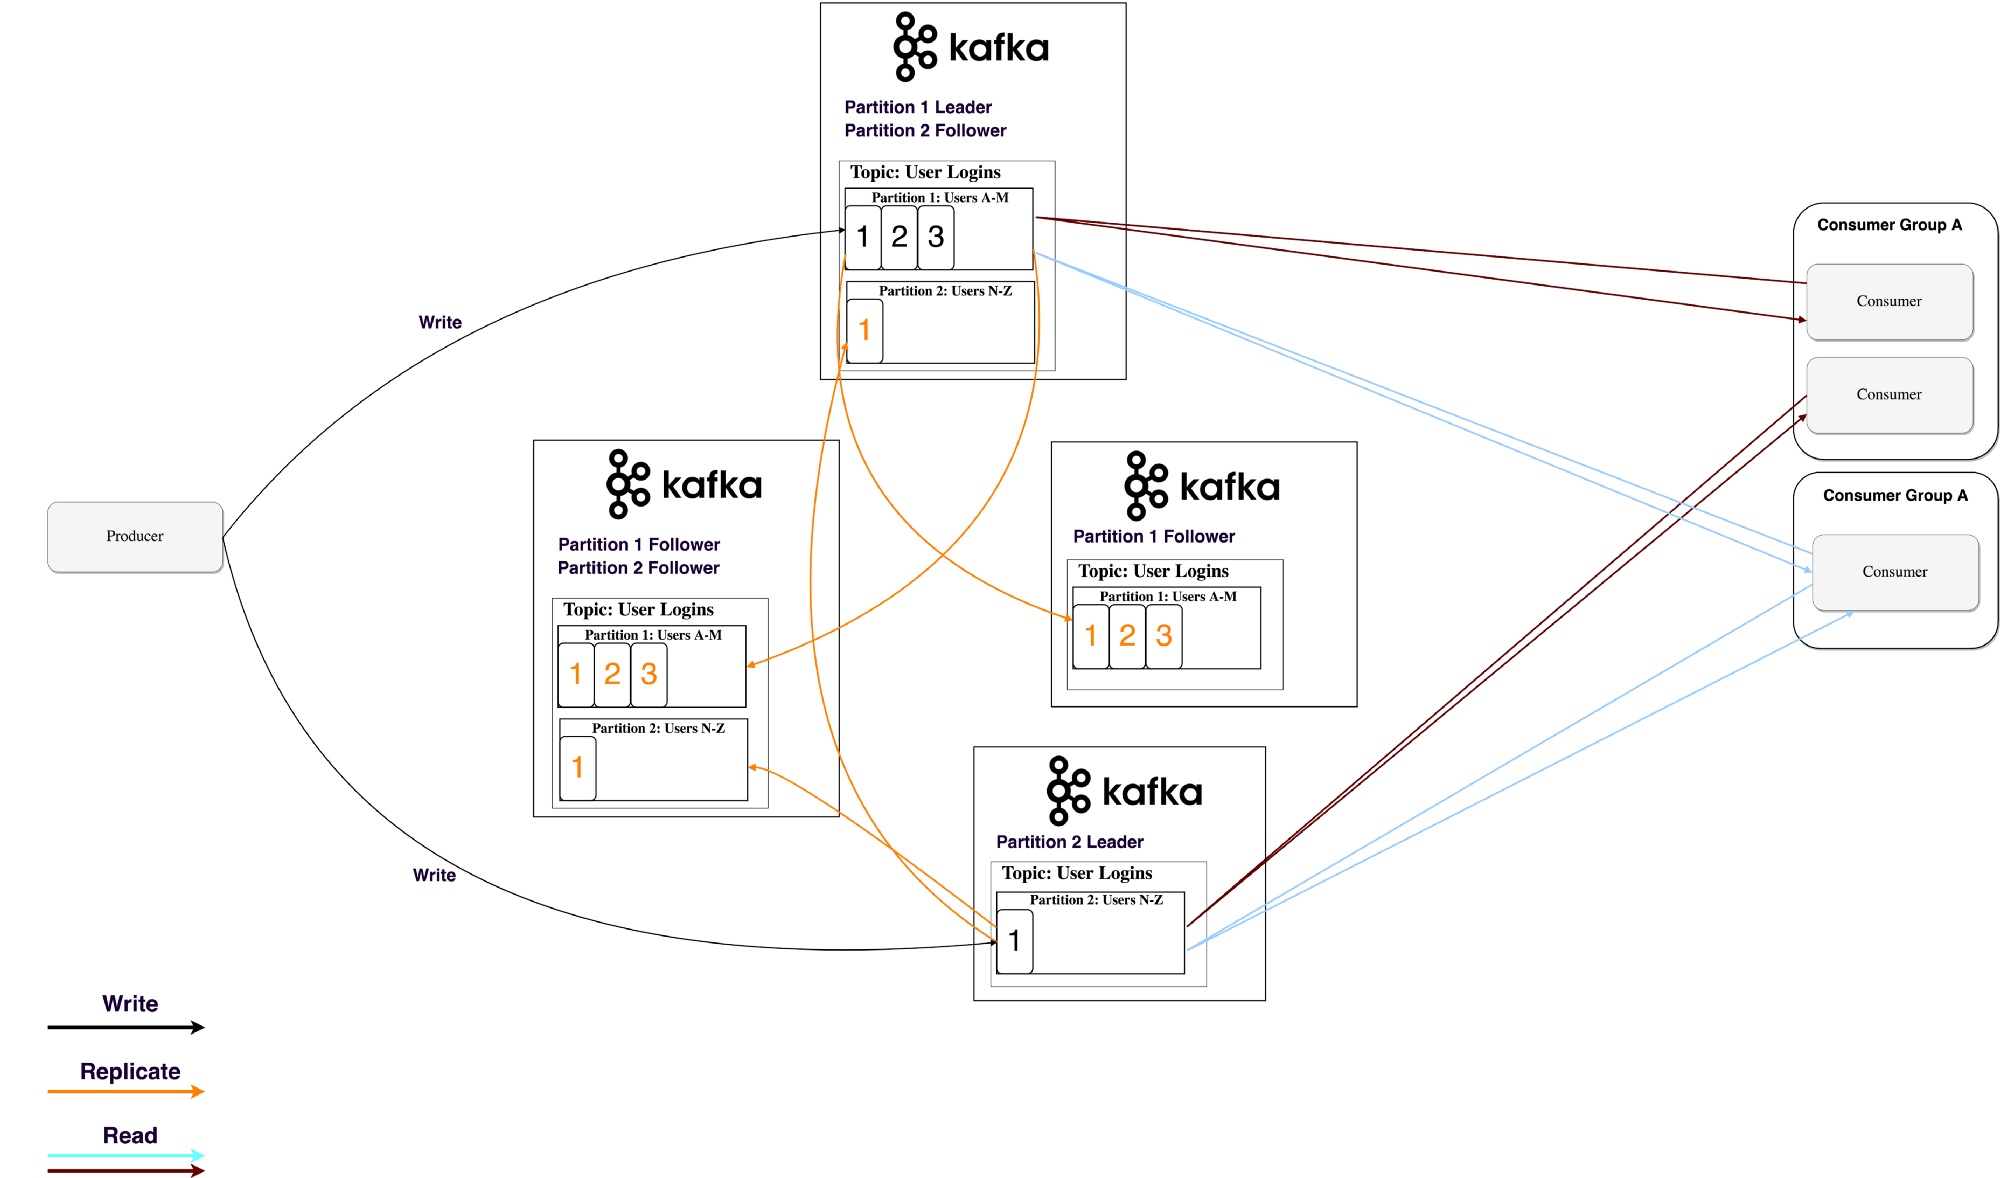 kafka
Partition 1 Leader
Partition 2 Follower
Topic: User Logins
Partition 1: Users A-M
1 2 3
Partition 2: Users N-Z
1
Write
Producer
kafka
Partition 1 Follower
Partition 2 Follower
Topic: User Logins
Partition 1: Users A-M
1 2 3
Partition 2: Users N-Z
1
kafka
Partition 1 Follower
Topic: User Logins
Partition 1: Users A-M
1 2 3
kafka
Partition 2 Leader
Topic: User Logins
Partition 2: Users N-Z
1
Write
Consumer Group A
Consumer
Consumer
Consumer Group A
Consumer
Write
Replicate
Read